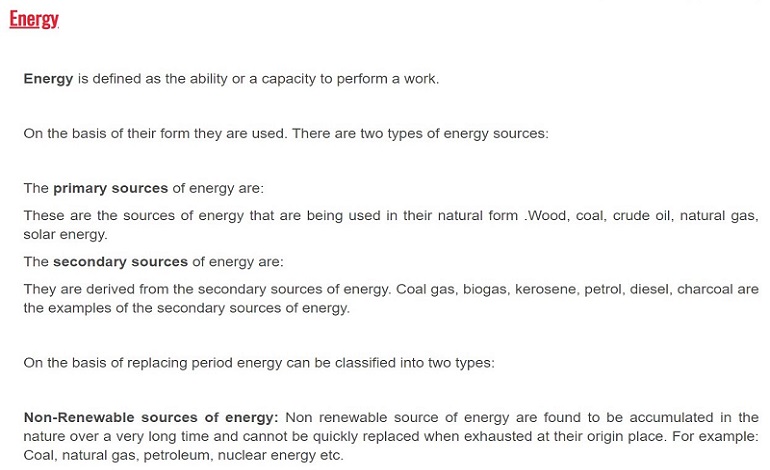 Energy
Energy is defined as the ability or a capacity to perform a work.
On the basis of their form they are used. There are two types of energy sources:
The primary sources of energy are:
These are the sources of energy that are being used in their natural form .Wood, coal, crude oil, natural gas,
solar energy.
The secondary sources of energy are:
They are derived from the secondary sources of energy. Coal gas, biogas, kerosene, petrol, diesel, charcoal are
the examples of the secondary sources of energy.
On the basis of replacing period energy can be classified into two types:
Non-Renewable sources of energy: Non renewable source of energy are found to be accumulated in the
nature over a very long time and cannot be quickly replaced when exhausted at their origin place. For example:
Coal, natural gas, petroleum, nuclear energy etc.